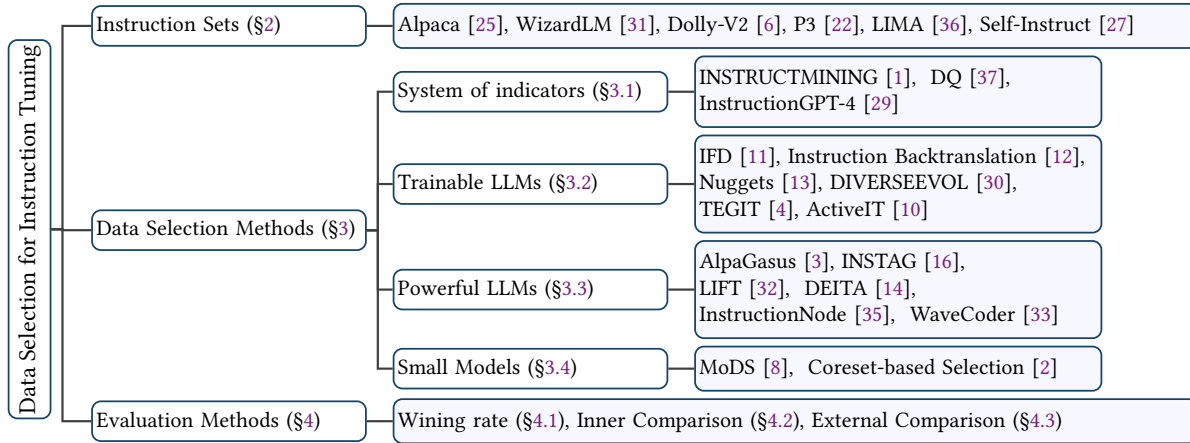 Data Selection for Instruction Tuning
Instruction Sets (§2)
Alpaca [25], WizardLM [31], Dolly-V2 [6], P3 [22], LIMA [36], Self-Instruct [27]
Data Selection Methods (§3)
System of indicators (§3.1)
INSTRUCTMINING [1], DQ [37],
InstructionGPT-4 [29]
Trainable LLMs (§3.2)
IFD [11], Instruction Backtranslation [12],
Nuggets [13], DIVERSEEVOL [30],
TEGIT [4], ActiveIT [10]
Powerful LLMs (§3.3)
AlpaGasus [3], INSTAG [16],
LIFT [32], DEITA [14],
InstructionNode [35], WaveCoder [33]
Small Models (§3.4)
MoDS [8], Coreset-based Selection [2]
Evaluation Methods (§4)
Wining rate (§4.1), Inner Comparison (§4.2), External Comparison (§4.3)